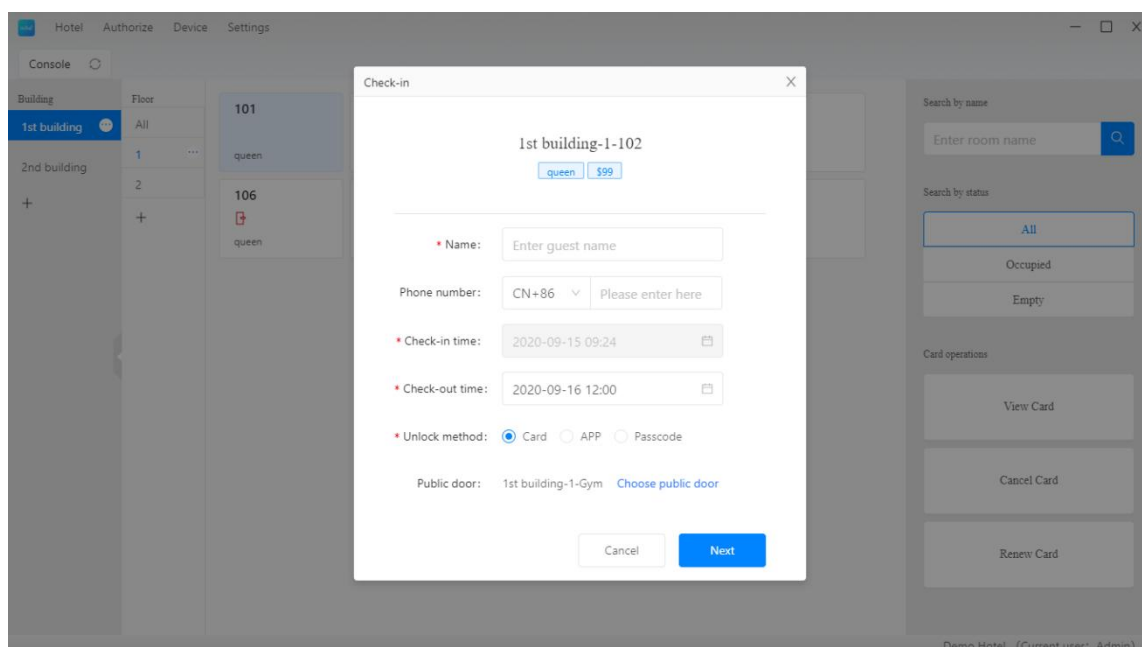 Hotel Authorize Device Settings
Console
Building
1st building
2nd building
+
Floor
All
1
2
+
101
queen
106
queen
Check-in
1st building-1-102
queen $99
* Name: Enter guest name
Phone number: CN+86 Please enter here
* Check-in time: 2020-09-15 09:24
* Check-out time: 2020-09-16 12:00
* Unlock method: Card APP Passcode
Public door: 1st building-1-Gym Choose public door
Cancel Next
Search by name
Enter room name
Search by status
All
Occupied
Empty
Card operations
View Card
Cancel Card
Renew Card
Demo Hotel (Current user: Admin)